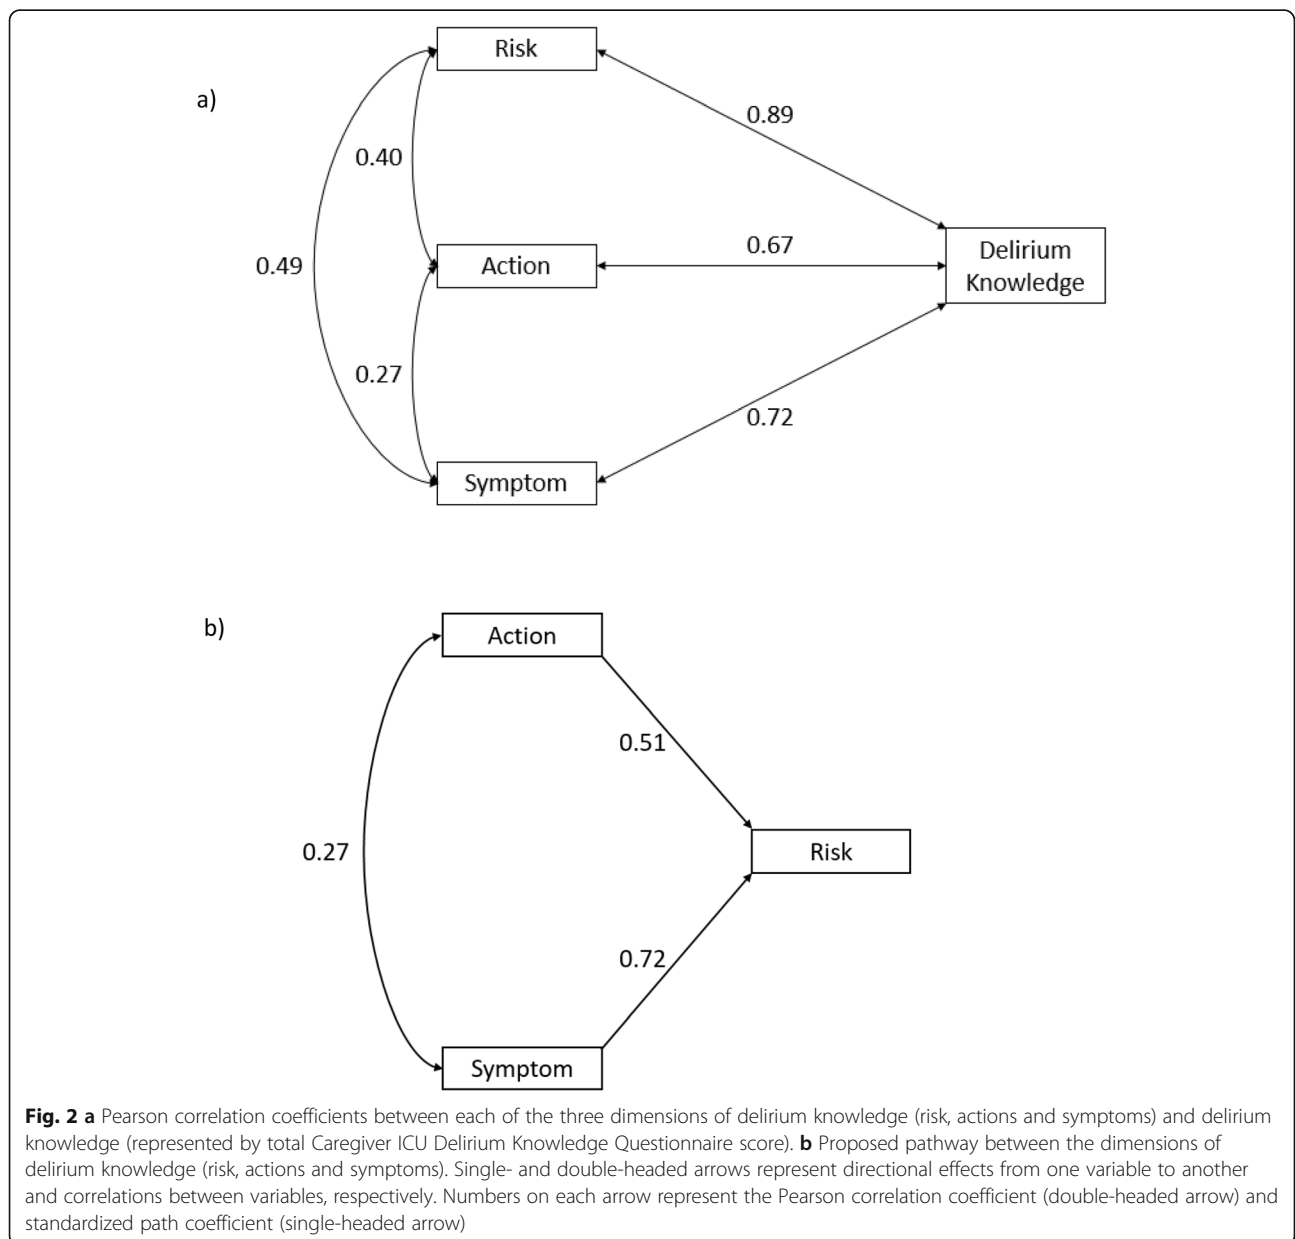 Risk
a)
0.89
0.40
0.67
Delirium
Knowledge
0.49
Action
0.27
0.72
Symptom
b)
Action
0.51
0.27
Risk
0.72
Symptom
Fig. 2 a Pearson correlation coefficients between each of the three dimensions of delirium knowledge (risk, actions and symptoms) and delirium
knowledge (represented by total Caregiver ICU Delirium Knowledge Questionnaire score). b Proposed pathway between the dimensions of
delirium knowledge (risk, actions and symptoms). Single- and double-headed arrows represent directional effects from one variable to another
and correlations between variables, respectively. Numbers on each arrow represent the Pearson correlation coefficient (double-headed arrow) and
standardized path coefficient (single-headed arrow)